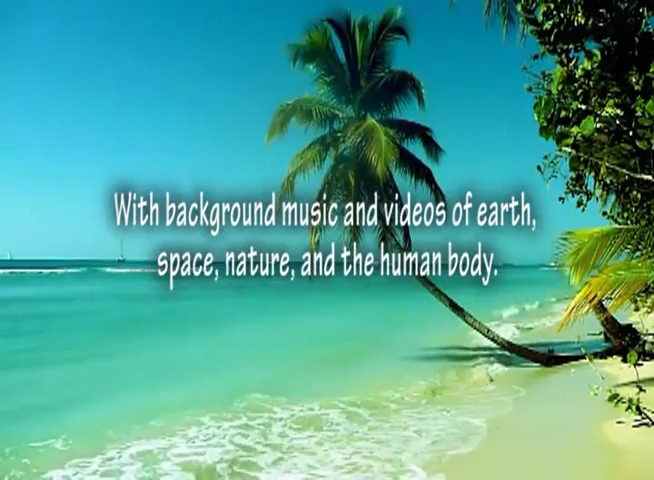 With background music and videos of earth,
space, nature, and the human body.